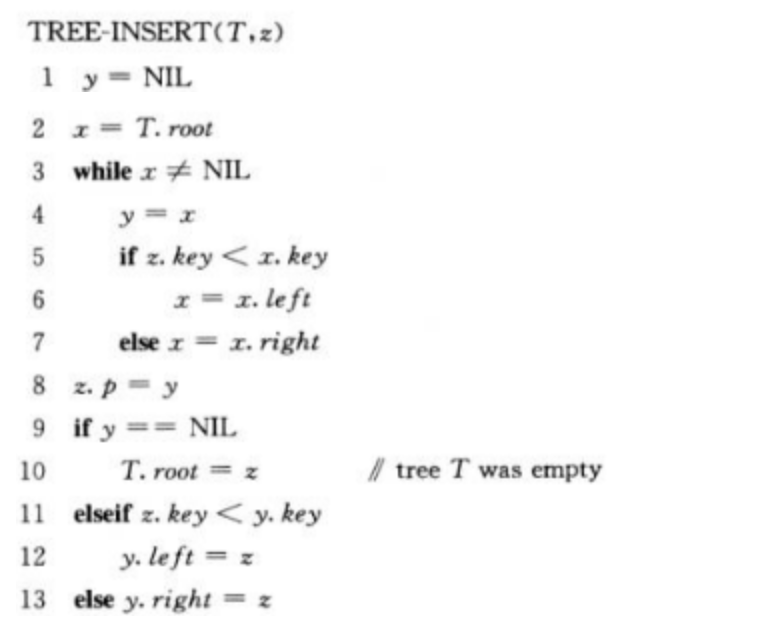 TREE-INSERT(T,z)
1 y = NIL
2 x = T. root
3 while x ≠ NIL
4 y = x
5 if z. key < x. key
6 x = x. left
7 else x = x. right
8 z. p = y
9 if y == NIL
10 T. root = z // tree T was empty
11 elseif z. key < y. key
12 y. left = z
13 else y. right = z